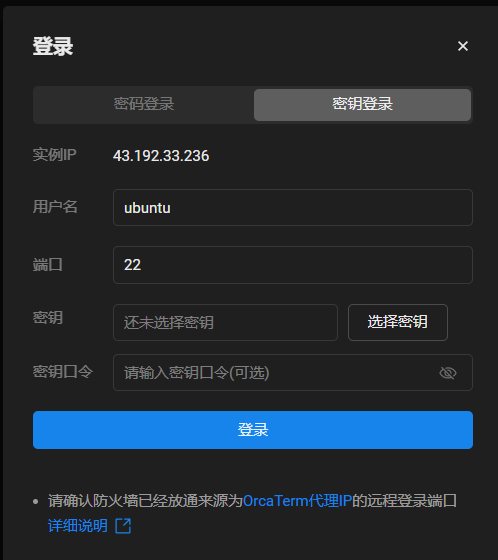 登录
密码登录 密钥登录
实例IP 43.192.33.236
用户名 ubuntu
端口 22
密钥 还未选择密钥 选择密钥
密钥口令 请输入密钥口令(可选)
登录
请确认防火墙已经放通来源为OrcaTerm代理IP的远程登录端口
详细说明